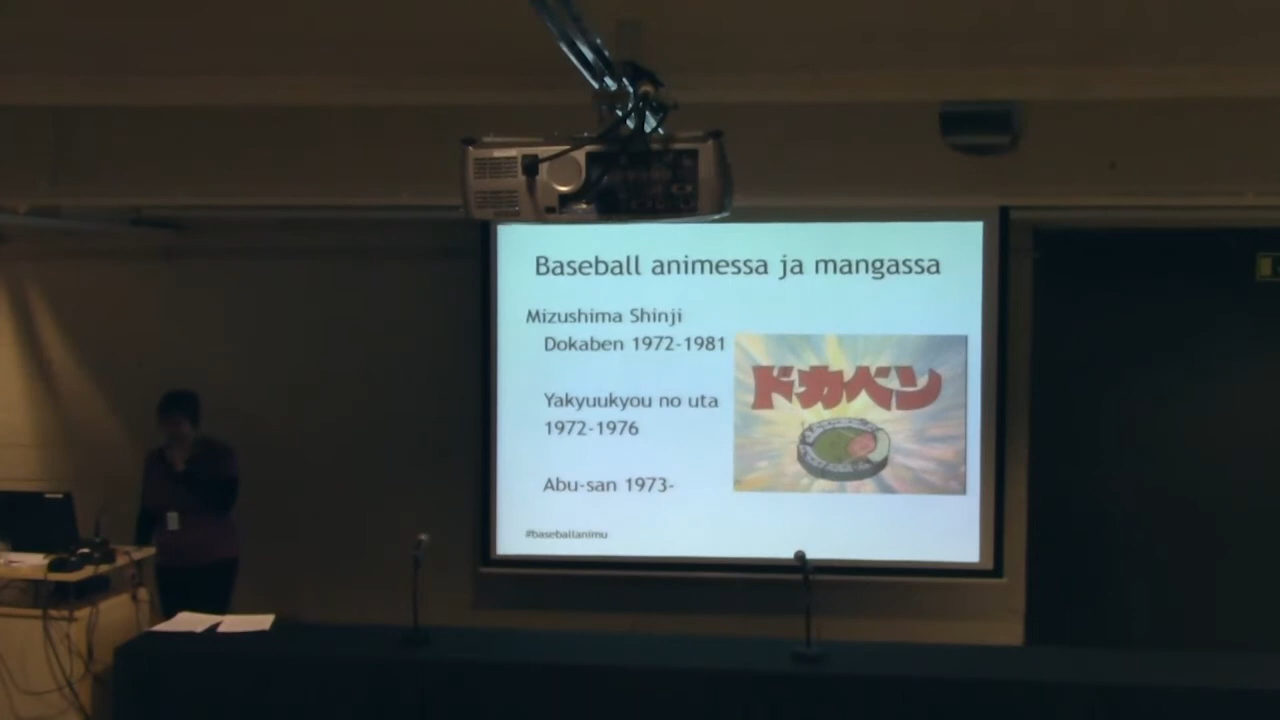 Baseball animessa ja mangassa
Mizushima Shinji
Dokaben 1972-1981
Yakyuukyou no uta
1972-1976
Abu-san 1973-
ドカベン
#baseballanimu